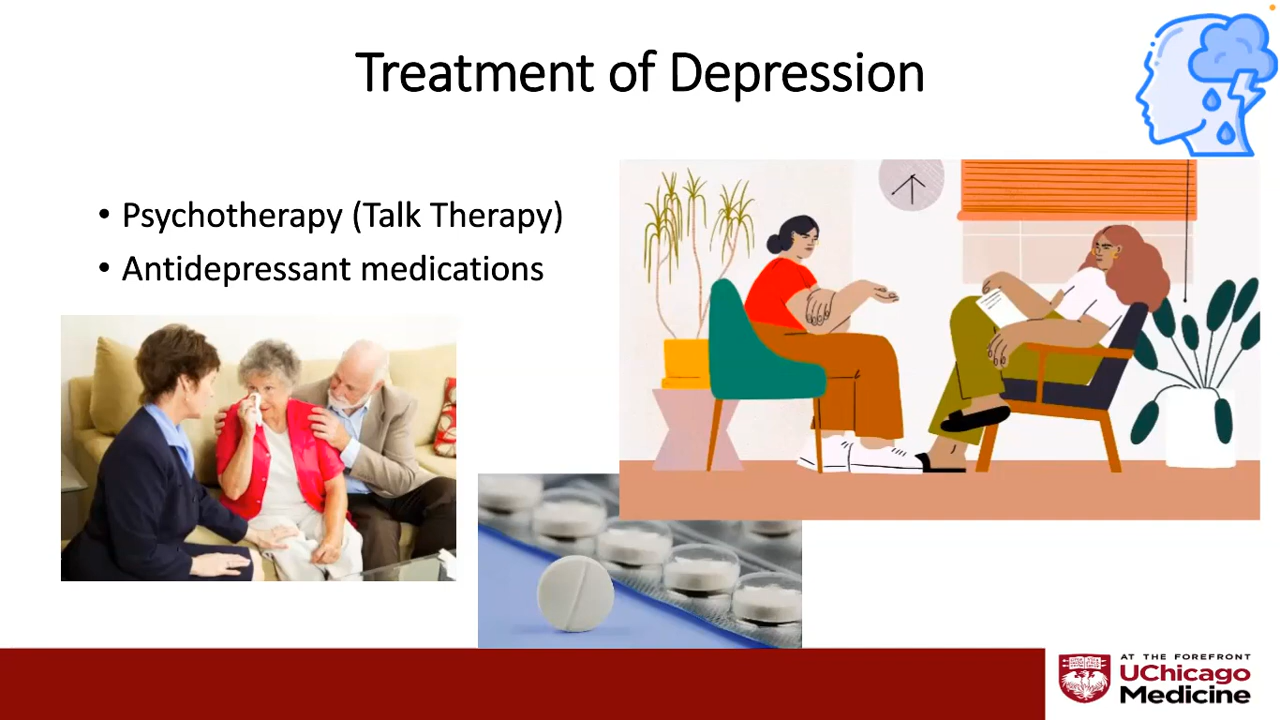 Treatment of Depression
• Psychotherapy (Talk Therapy)
• Antidepressant medications
AT THE FOREFRONT
UChicago
Medicine